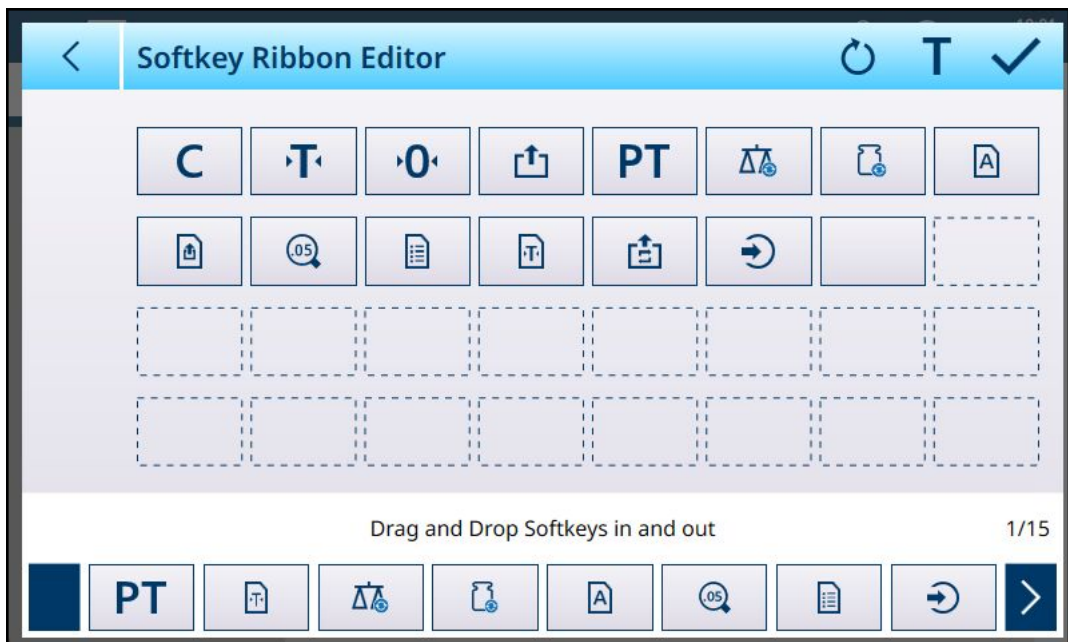 Softkey Ribbon Editor T
C T 0 PT A
.05 T
Drag and Drop Softkeys in and out 1/15
PT T A .05